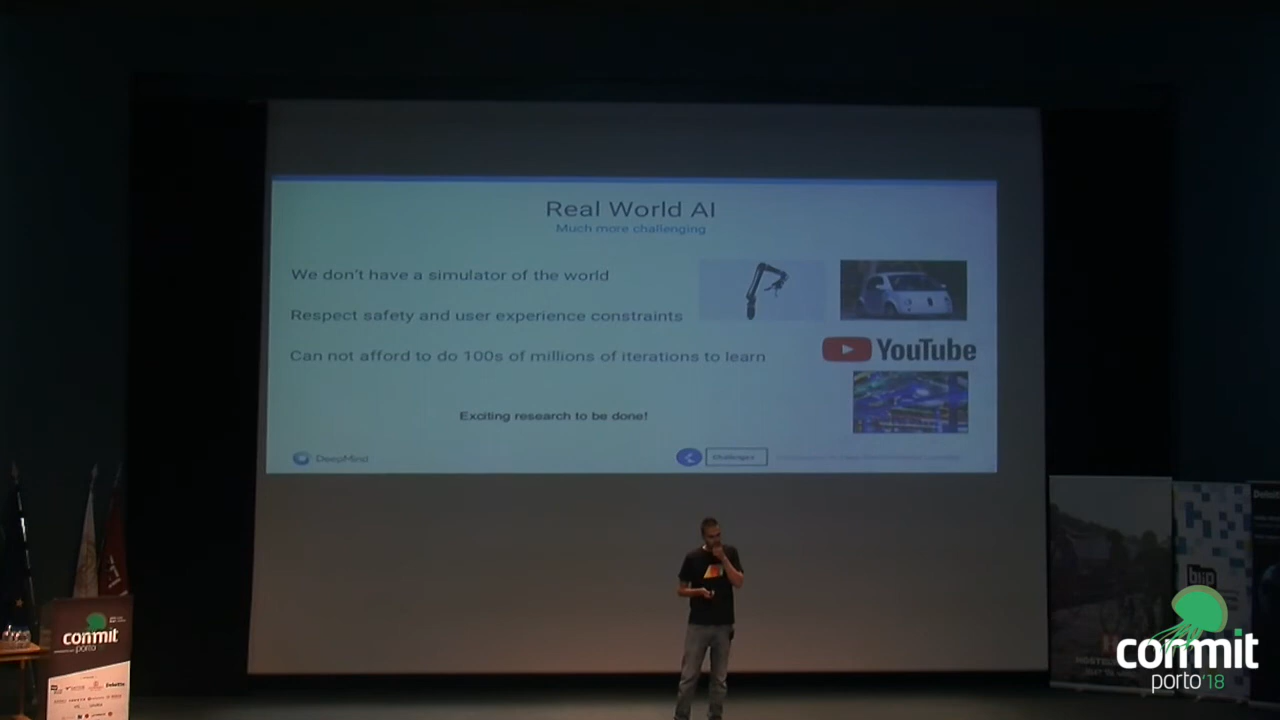 Real World AI
Much more challenging
We don't have a simulator of the world
Respect safety and user experience constraints
Can not afford to do 100s of millions of iterations to learn
YouTube
Exciting research to be done!
DeepMind
Challenges
commit
porto
Deloitte
bip
commit
porto'18